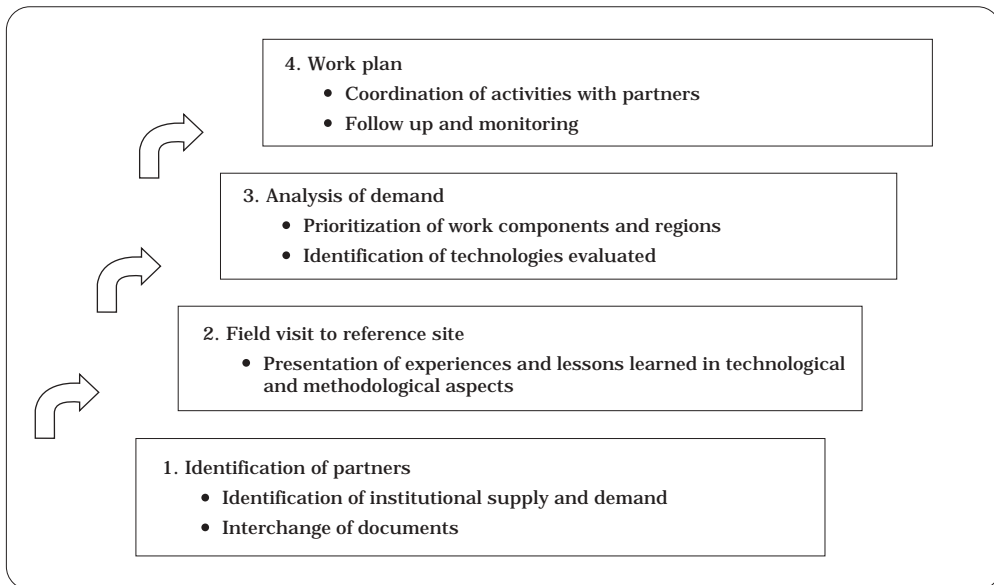 4. Work plan
• Coordination of activities with partners
• Follow up and monitoring
3. Analysis of demand
• Prioritization of work components and regions
• Identification of technologies evaluated
2. Field visit to reference site
• Presentation of experiences and lessons learned in technological
and methodological aspects
1. Identification of partners
• Identification of institutional supply and demand
• Interchange of documents